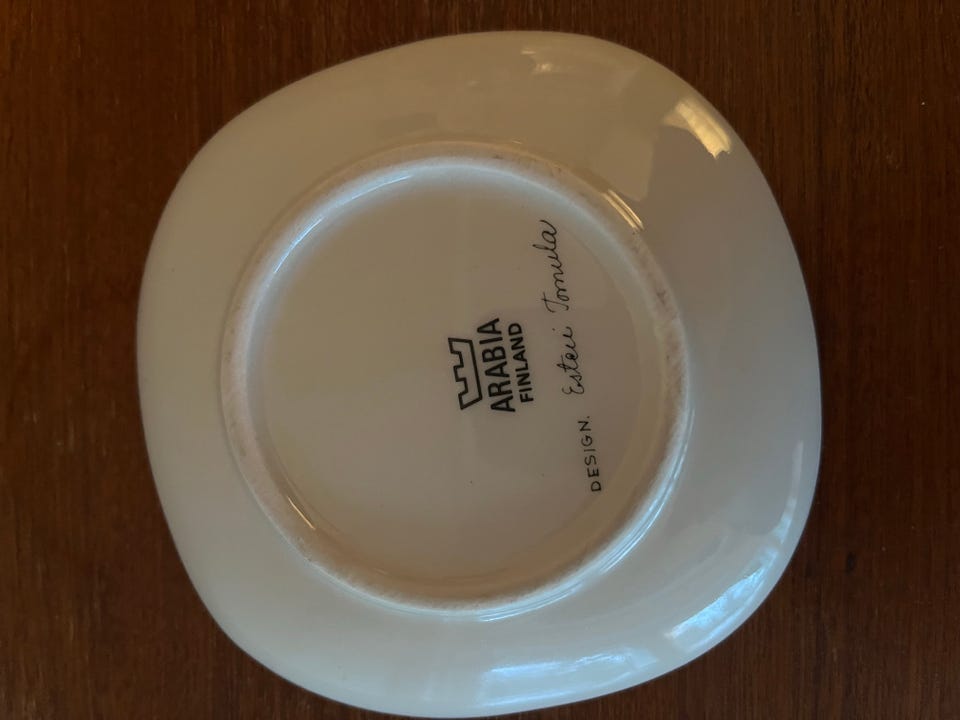 ARABIA
FINLAND
DESIGN. Esteri Tomula